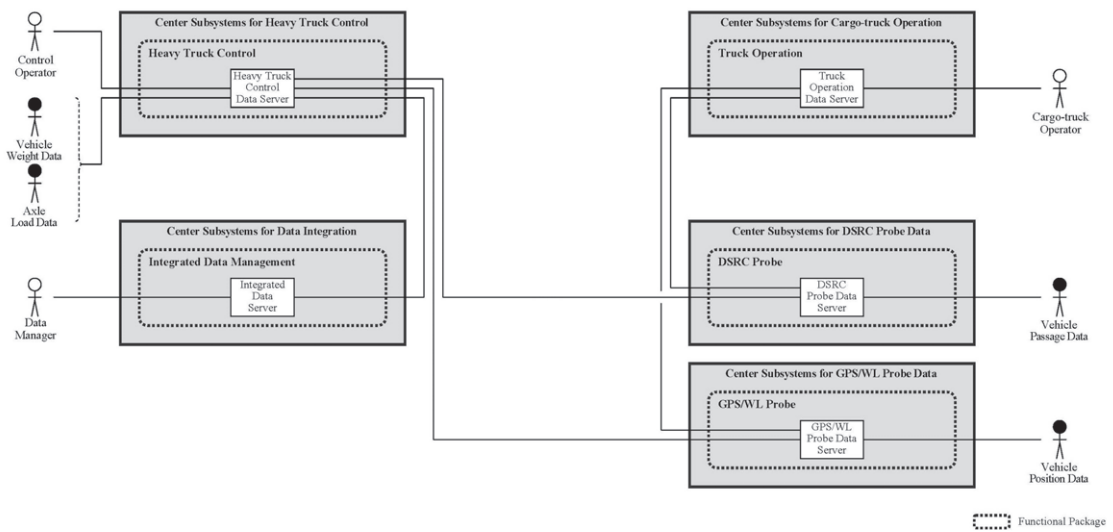 Control
Operator
Vehicle
Weight Data
Axle
Load Data
Center Subsystems for Heavy Truck Control
Heavy Truck Control
Heavy Truck
Control
Data Server
Center Subsystems for Cargo-truck Operation
Truck Operation
Truck
Operation
Data Server
Cargo-truck
Operator
Data
Manager
Center Subsystems for Data Integration
Integrated Data Management
Integrated
Data
Server
Center Subsystems for DSRC Probe Data
DSRC Probe
DSRC
Probe Data
Server
Vehicle
Passage Data
Center Subsystems for GPS/WL Probe Data
GPS/WL Probe
GPS/WL
Probe Data
Server
Vehicle
Position Data
Functional Package